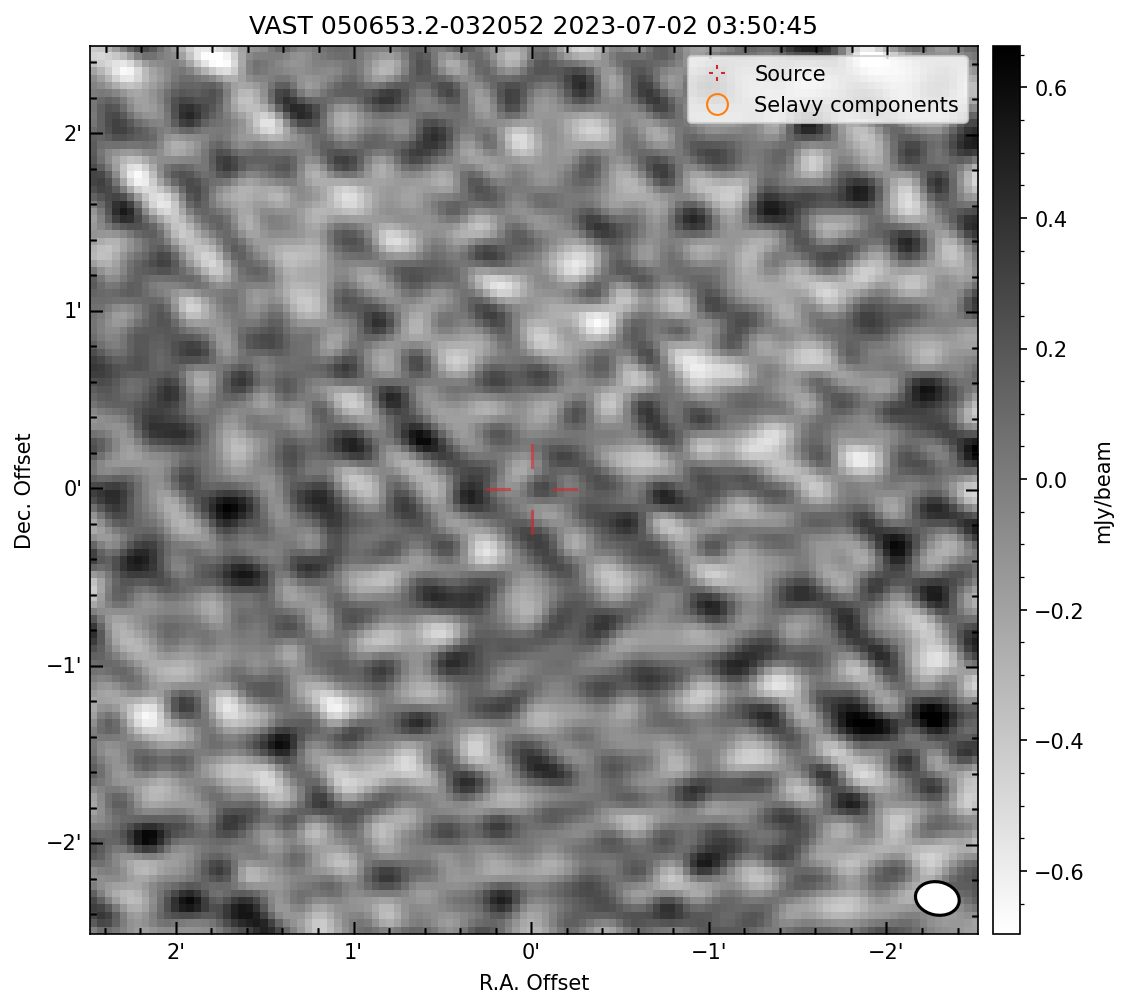 VAST 050653.2-032052 2023-07-02 03:50:45
Source
Selavy components
2'
1'
0'
−1'
−2'
Dec. Offset
2'
1'
0'
−1'
−2'
R.A. Offset
0.6
0.4
0.2
0.0
−0.2
−0.4
−0.6
mJy/beam